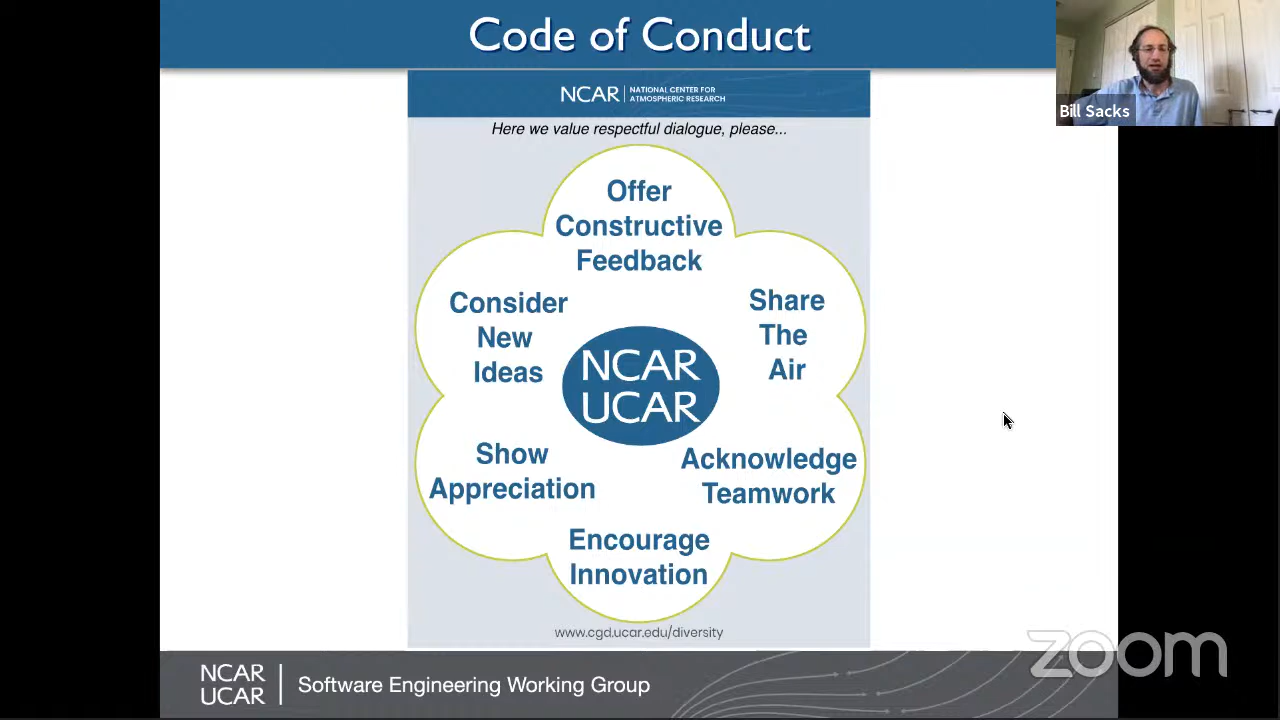 Code of Conduct
Bill Sacks
NCAR
NATIONAL CENTER FOR
ATMOSPHERIC RESEARCH
Here we value respectful dialogue, please...
Offer
Constructive
Feedback
Consider
New
Ideas
Share
The
Air
NCAR
UCAR
Show
Appreciation
Acknowledge
Teamwork
Encourage
Innovation
www.cgd.ucar.edu/diversity
NCAR
UCAR
Software Engineering Working Group
zoom